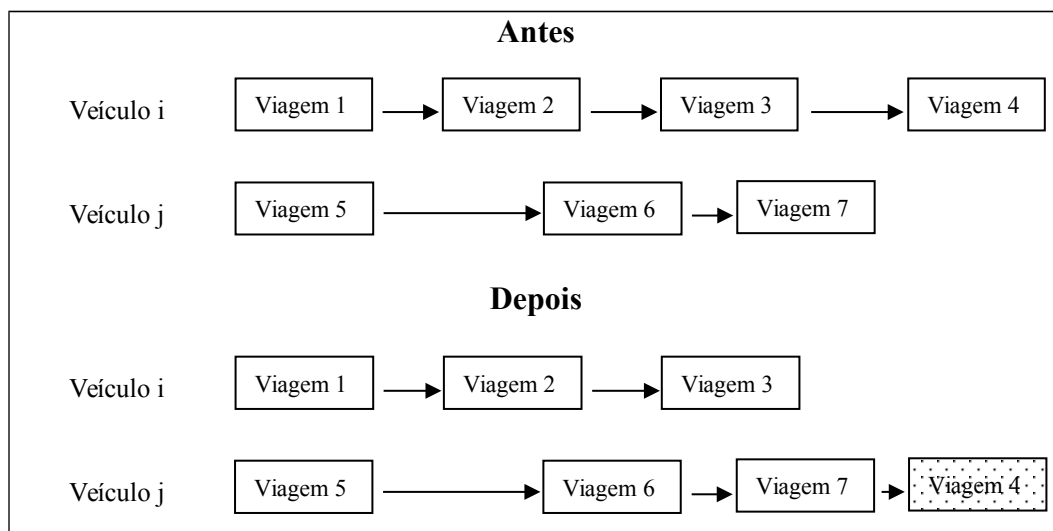 Antes
Veículo i Viagem 1 Viagem 2 Viagem 3 Viagem 4
Veículo j Viagem 5 Viagem 6 Viagem 7
Depois
Veículo i Viagem 1 Viagem 2 Viagem 3
Veículo j Viagem 5 Viagem 6 Viagem 7 Viagem 4